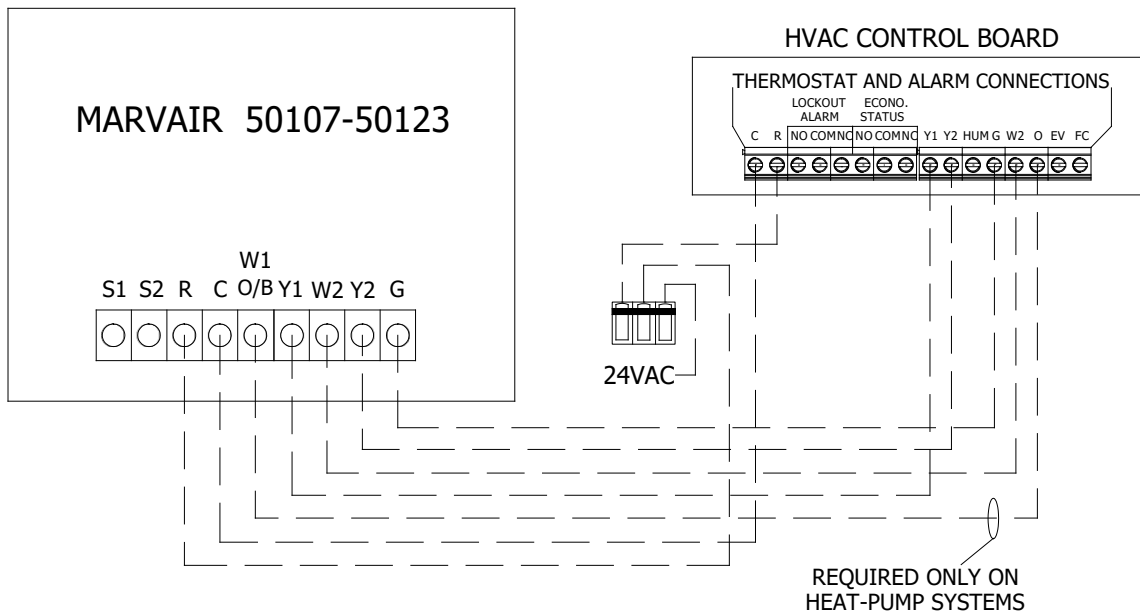 HVAC CONTROL BOARD
THERMOSTAT AND ALARM CONNECTIONS
LOCKOUT ECONO.
ALARM STATUS
C R NO COM NC NO COM NC Y1 Y2 HUM G W2 O EV FC
MARVAIR 50107-50123
W1
S1 S2 R C O/B Y1 W2 Y2 G
24VAC
REQUIRED ONLY ON
HEAT-PUMP SYSTEMS